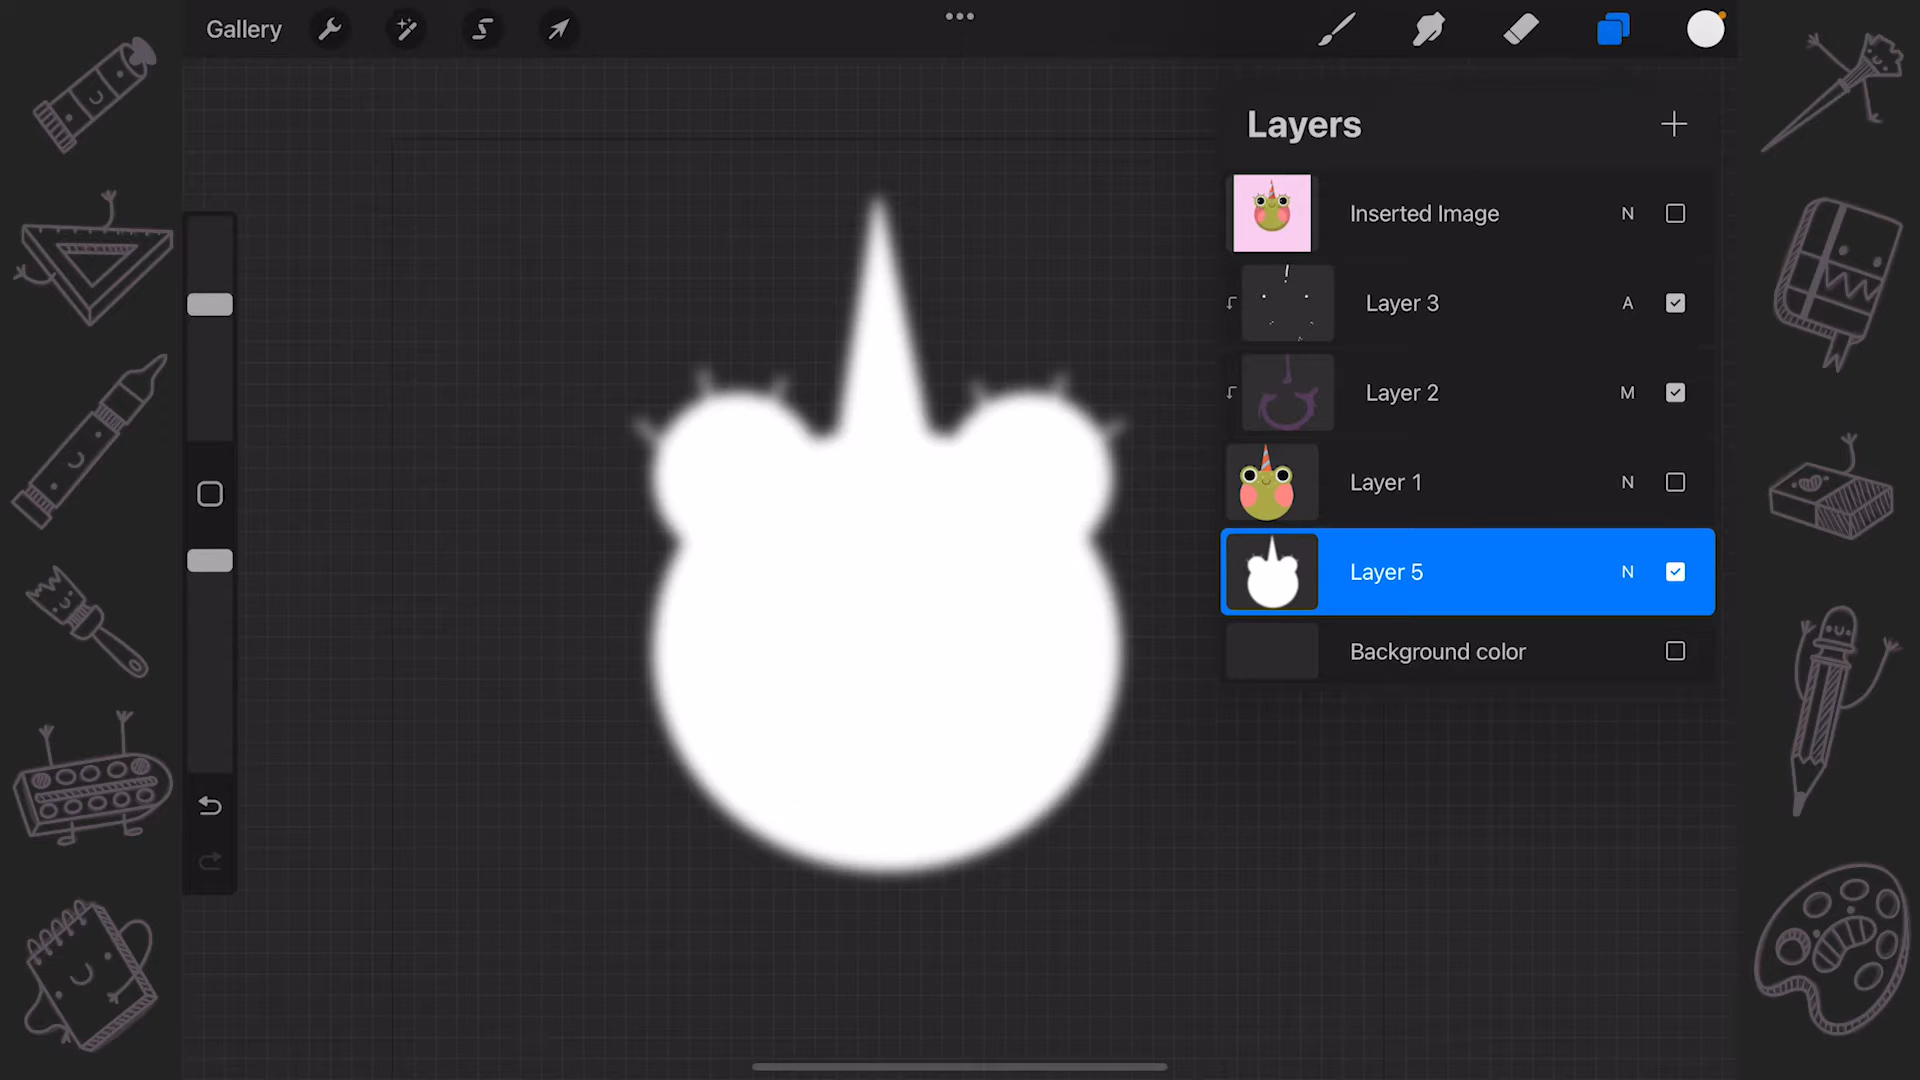 Gallery
Layers
Inserted Image N
Layer 3 A
Layer 2 M
Layer 1 N
Layer 5 N
Background color